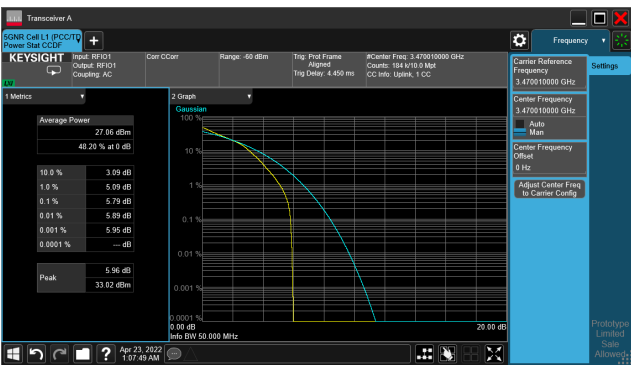 Transceiver A
5GNR Cell L1 (PCC/TD
Power Stat CCDF
KEYSIGHT
Input: RFIO1
Output: RFIO1
Coupling: AC
Corr CCorr
Range: -60 dBm
Trig: Prot Frame
Aligned
Trig Delay: 4.450 ms
#Center Freq: 3.470010000 GHz
Counts: 184 k/10.0 Mpt
CC Info: Uplink, 1 CC
1 Metrics
Average Power
27.06 dBm
48.20 % at 0 dB
10.0 % 3.09 dB
1.0 % 5.09 dB
0.1 % 5.79 dB
0.01 % 5.89 dB
0.001 % 5.95 dB
0.0001 % --- dB
Peak
5.96 dB
33.02 dBm
2 Graph
Gaussian
100 %
10 %
1 %
0.1 %
0.01 %
0.001 %
0.0001 %
0.00 dB
20.00 dB
Info BW 50.000 MHz
Frequency
Settings
Carrier Reference
Frequency
3.470010000 GHz
Center Frequency
3.470010000 GHz
Auto
Man
Center Frequency
Offset
0 Hz
Adjust Center Freq
to Carrier Config
Prototype
Limited
Sale
Allowed
?
Apr 23, 2022
1:07:49 AM